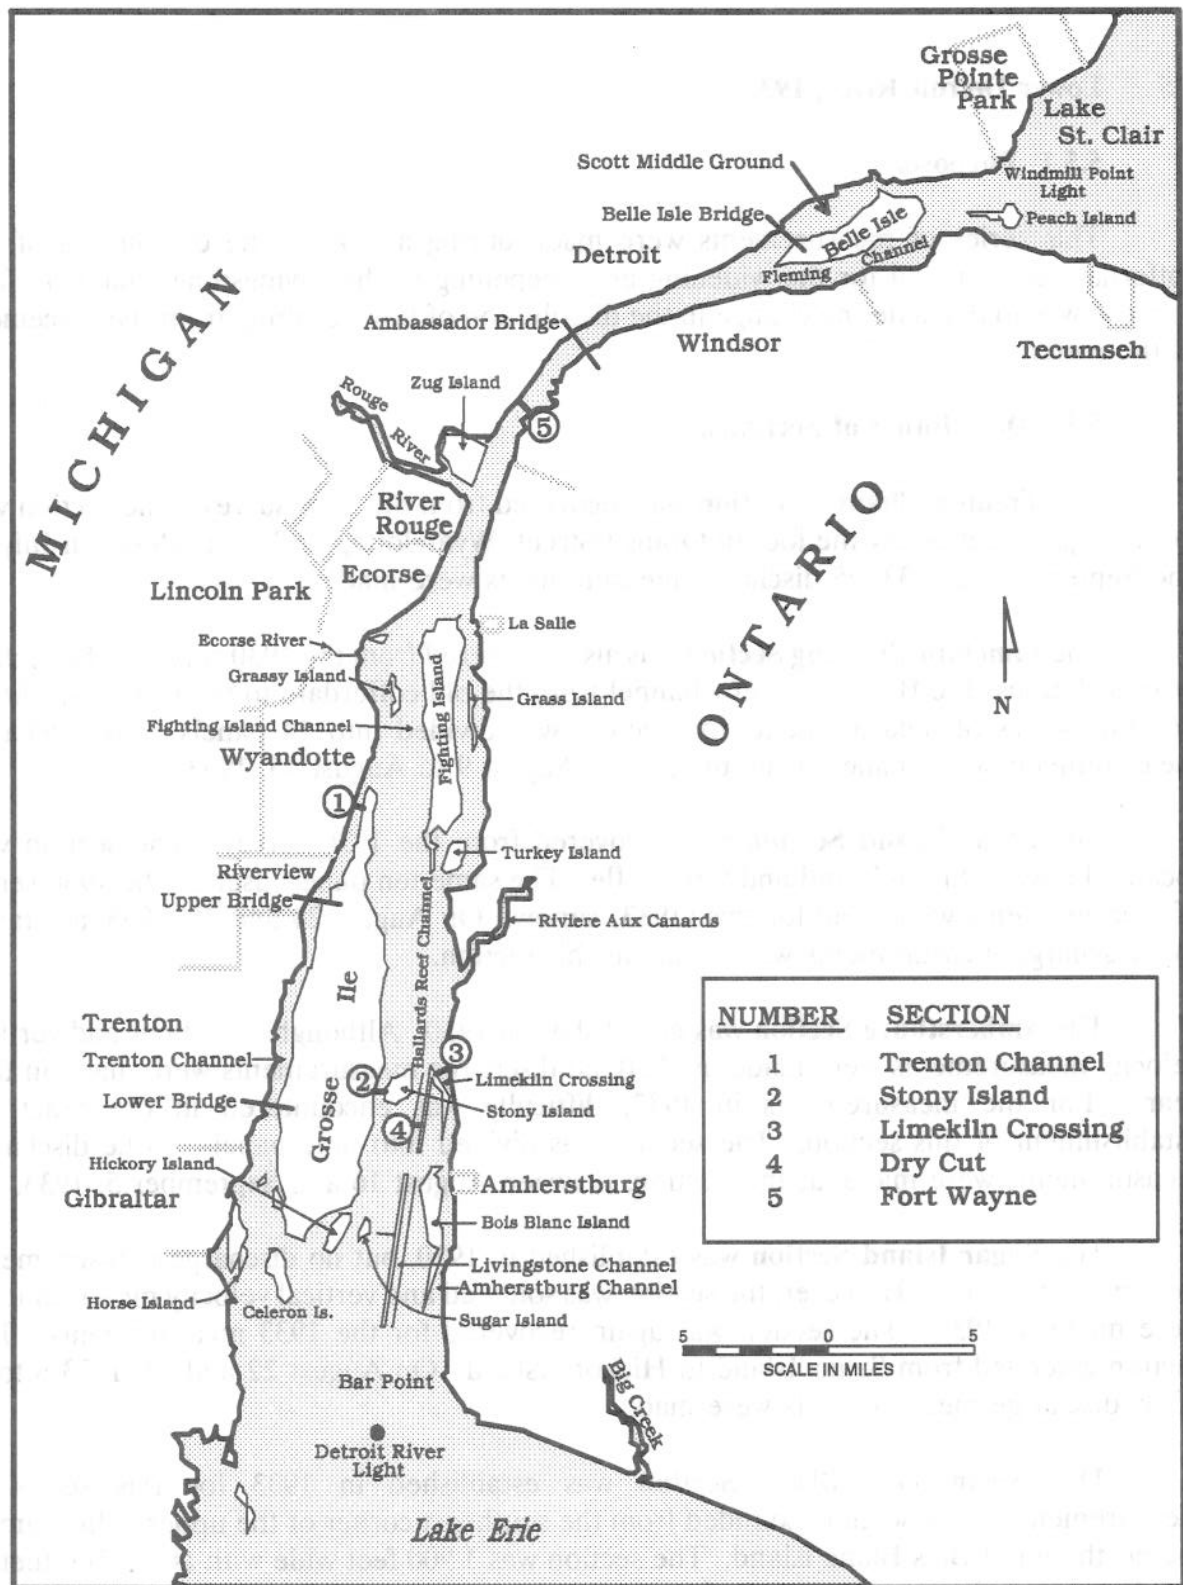 Grosse
Pointe
Park
Lake
St. Clair
Scott Middle Ground
Windmill Point
Light
Belle Isle Bridge
Belle Isle
Peach Island
Detroit
Fleming
Channel
MICHIGAN
Ambassador Bridge
Windsor
Tecumseh
Zug Island
Rouge
River
5
River
Rouge
Ecorse
ONTARIO
Lincoln Park
La Salle
Ecorse River
Grassy Island
Fighting Island
Grass Island
Fighting Island Channel
Wyandotte
N
1
Turkey Island
Riverview
Upper Bridge
Ballards Reef Channel
Riviere Aux Canards
Grosse Ile
Trenton
Trenton Channel
3
Limekiln Crossing
2
Stony Island
Lower Bridge
4
Hickory Island
Gibraltar
Amherstburg
Bois Blanc Island
Livingstone Channel
Amherstburg Channel
Horse Island
Celeron Is.
Sugar Island
Bar Point
Big Creek
Detroit River
Light
Lake Erie
NUMBER SECTION
1 Trenton Channel
2 Stony Island
3 Limekiln Crossing
4 Dry Cut
5 Fort Wayne
5 0 5
SCALE IN MILES